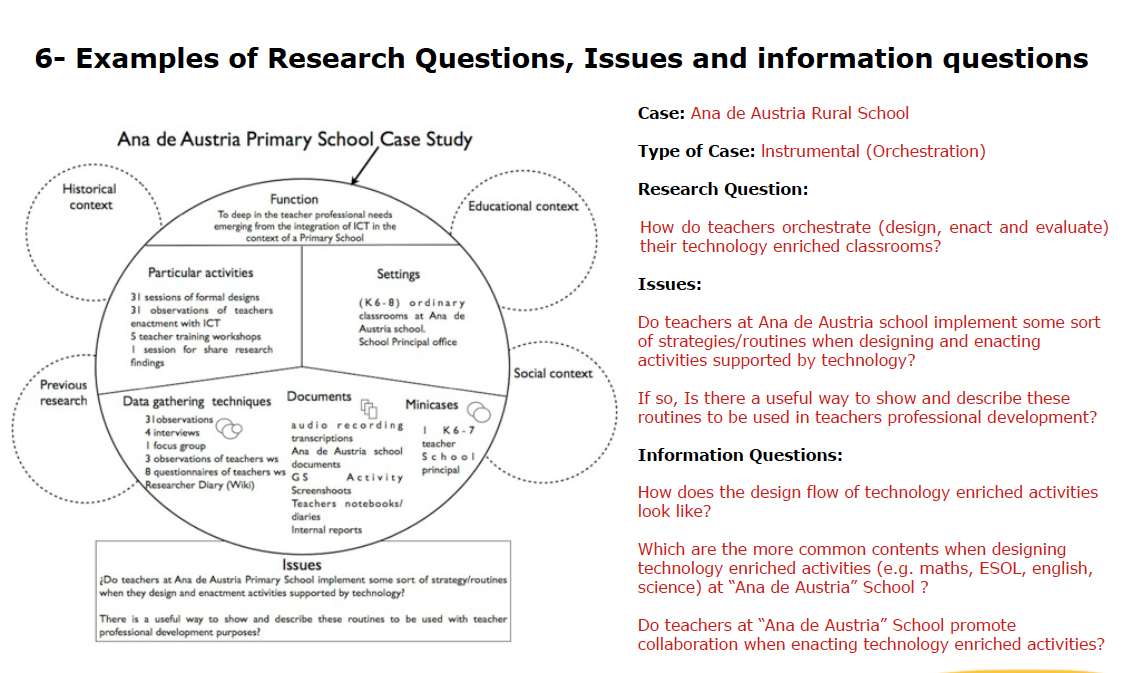 6- Examples of Research Questions, Issues and information questions
Ana de Austria Primary School Case Study
Historical
context
Educational context
Previous
research
Social context
Function
To deep in the teacher professional needs
emerging from the integration of ICT in the
context of a Primary School
Particular activities
31 sessions of formal designs
31 observations of teachers
enactment with ICT
5 teacher training workshops
1 session for share research
findings
Settings
(K6-8) ordinary
classrooms at Ana de
Austria school.
School Principal office
Data gathering techniques
31observations
4 interviews
1 focus group
3 observations of teachers ws
8 questionnaires of teachers ws
Researcher Diary (Wiki)
Documents
audio recording
transcriptions
Ana de Austria school
documents
GS Activity
Screenshoots
Teachers notebooks/
diaries
Internal reports
Minicases
1 K6-7
teacher
School
principal
Issues
¿Do teachers at Ana de Austria Primary School implement some sort of strategy/routines
when they design and enactment activities supported by technology?
There is a useful way to show and describe these routines to be used with teacher
professional development purposes?
Case: Ana de Austria Rural School
Type of Case: Instrumental (Orchestration)
Research Question:
How do teachers orchestrate (design, enact and evaluate)
their technology enriched classrooms?
Issues:
Do teachers at Ana de Austria school implement some sort
of strategies/routines when designing and enacting
activities supported by technology?
If so, Is there a useful way to show and describe these
routines to be used in teachers professional development?
Information Questions:
How does the design flow of technology enriched activities
look like?
Which are the more common contents when designing
technology enriched activities (e.g. maths, ESOL, english,
science) at “Ana de Austria” School ?
Do teachers at “Ana de Austria” School promote
collaboration when enacting technology enriched activities?